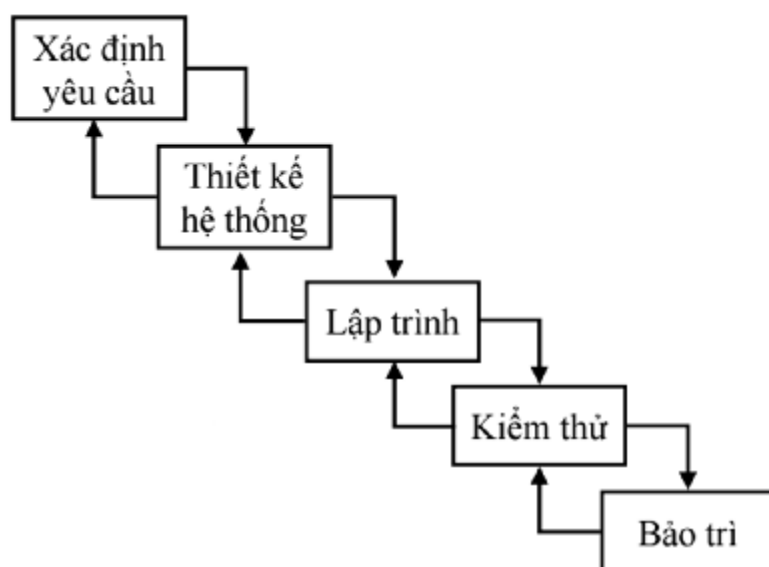 Xác định
yêu cầu
Thiết kế
hệ thống
Lập trình
Kiểm thử
Bảo trì